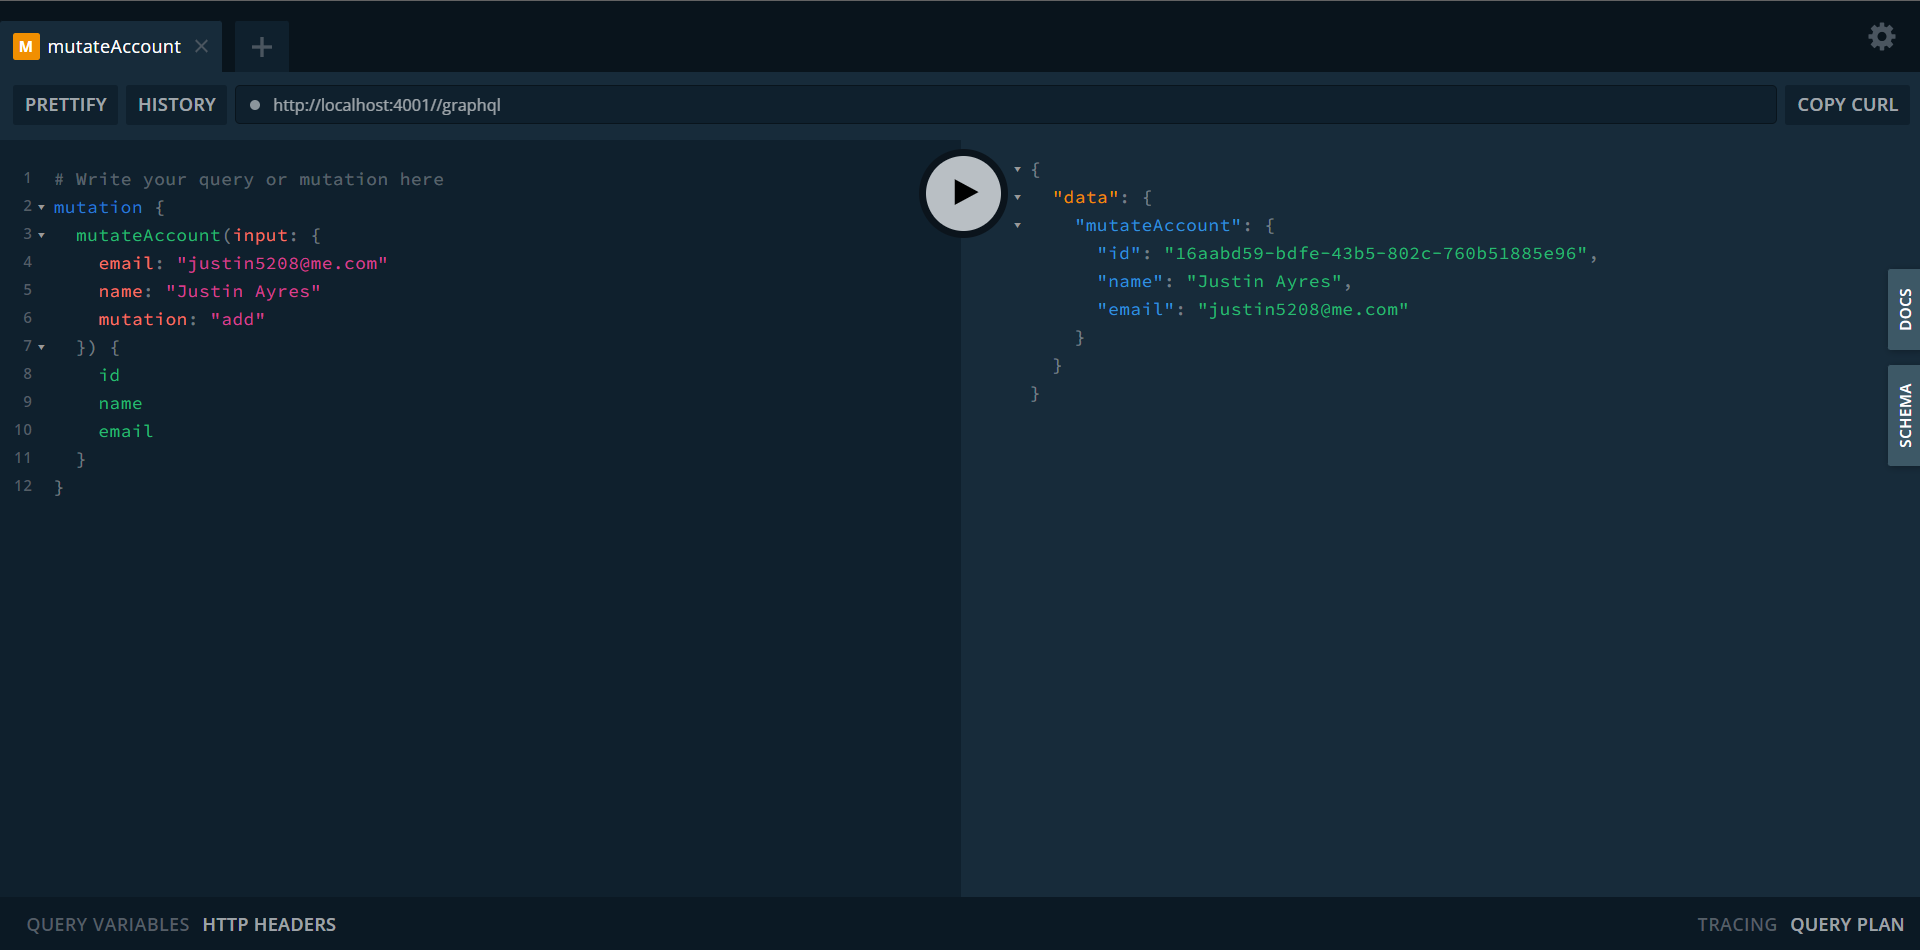 M mutateAccount
PRETTIFY HISTORY http://localhost:4001//graphql COPY CURL
1 # Write your query or mutation here
2 mutation {
3 mutateAccount(input: {
4 email: "justin5208@me.com"
5 name: "Justin Ayres"
6 mutation: "add"
7 }) {
8 id
9 name
10 email
11 }
12 }
{
"data": {
"mutateAccount": {
"id": "16aabd59-bdfe-43b5-802c-760b51885e96",
"name": "Justin Ayres",
"email": "justin5208@me.com"
}
}
}
DOCS
SCHEMA
QUERY VARIABLES HTTP HEADERS
TRACING QUERY PLAN